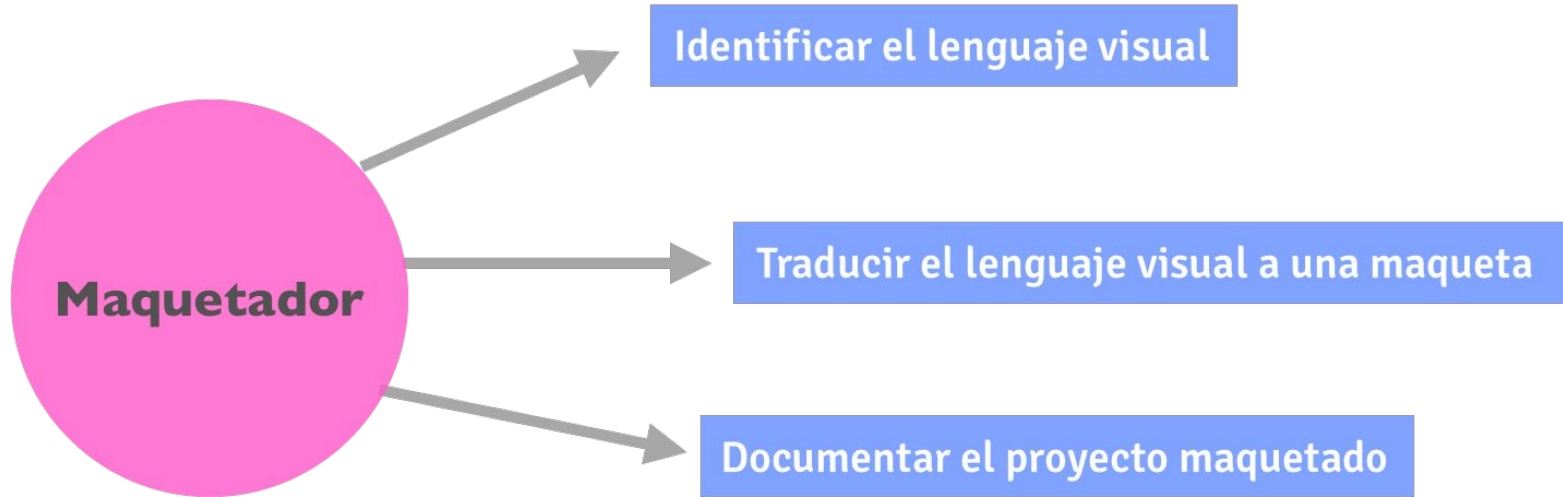 Identificar el lenguaje visual
Maquetador
Traducir el lenguaje visual a una maqueta
Documentar el proyecto maquetado